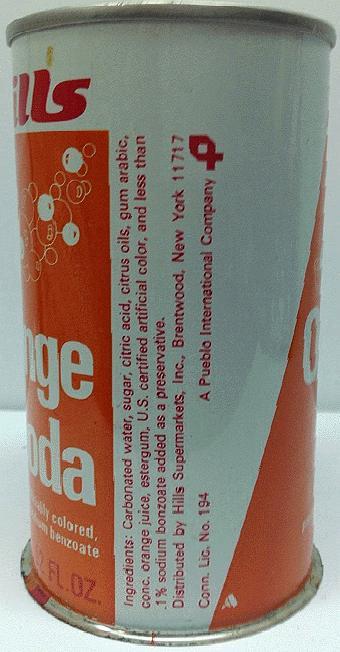 ills
nge
oda
ially colored,
um benzoate
2 FL.OZ.
Ingredients: Carbonated water, sugar, citric acid, citrus oils, gum arabic,
conc. orange juice, estergum, U.S. certified artificial color, and less than
.1% sodium bonzoate added as a preservative.
Distributed by Hills Supermarkets, Inc., Brentwood, New York 11717
Conn. Lic. No. 194 A Pueblo International Company
O